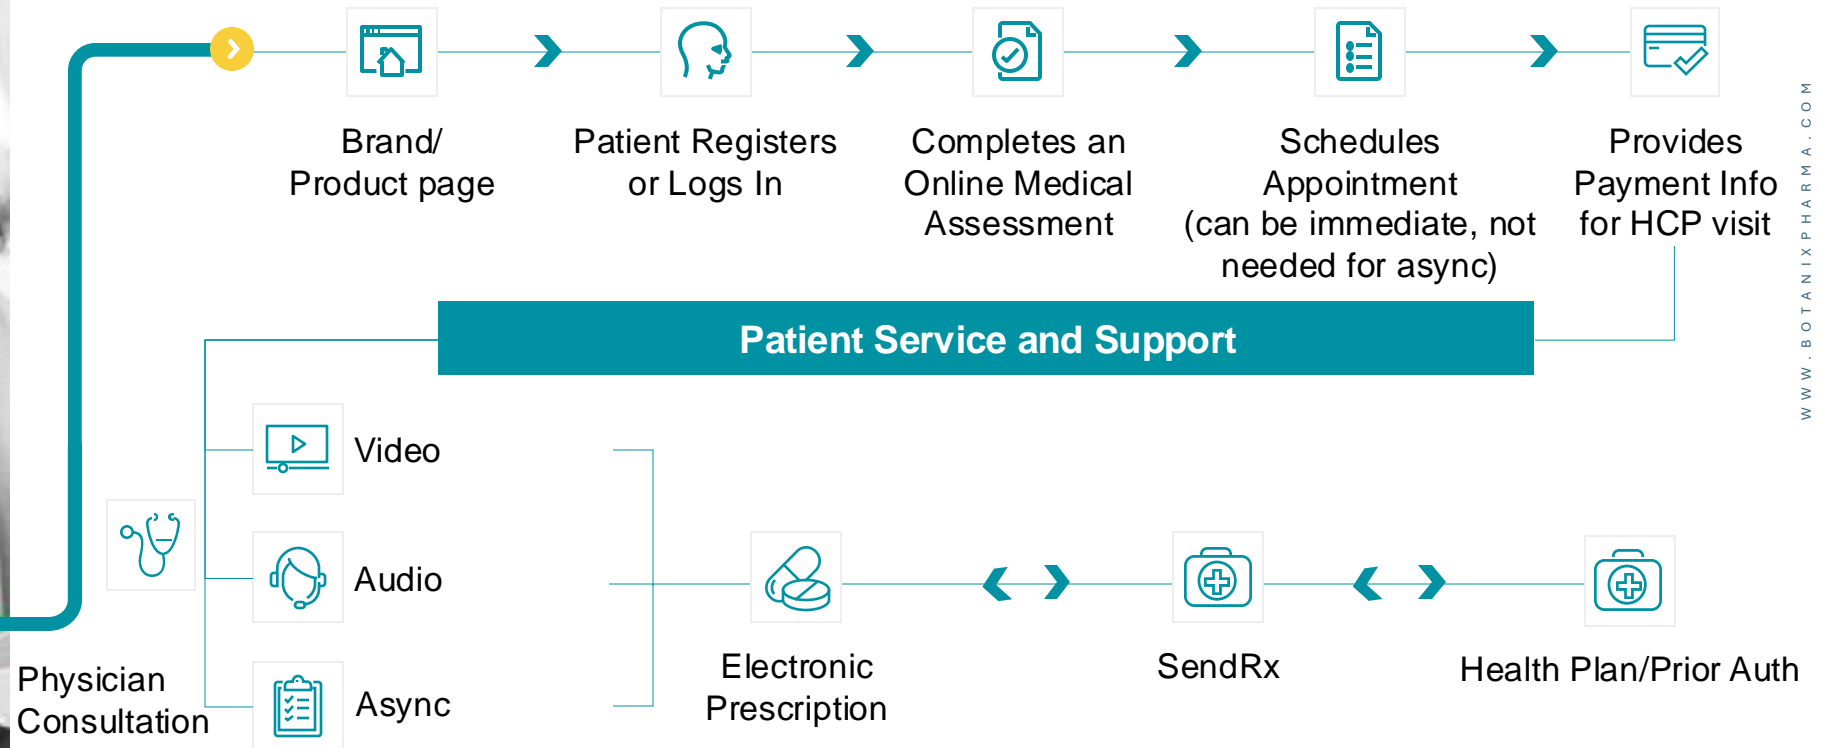 Brand/
Product page
Patient Registers
or Logs In
Completes an
Online Medical
Assessment
Schedules
Appointment
(can be immediate, not
needed for async)
Provides
Payment Info
for HCP visit
WWW.BOTANIXPHARMA.COM
Patient Service and Support
Video
Audio
Async
Physician
Consultation
Electronic
Prescription
SendRx
Health Plan/Prior Auth